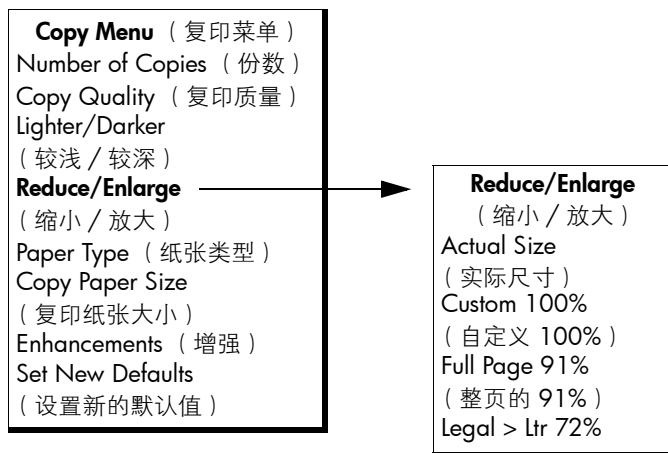 Copy Menu（复印菜单）
Number of Copies（份数）
Copy Quality（复印质量）
Lighter/Darker
（较浅 / 较深）
Reduce/Enlarge
（缩小 / 放大）
Paper Type（纸张类型）
Copy Paper Size
（复印纸张大小）
Enhancements（增强）
Set New Defaults
（设置新的默认值）
Reduce/Enlarge
（缩小 / 放大）
Actual Size
（实际尺寸）
Custom 100%
（自定义 100%）
Full Page 91%
（整页的 91%）
Legal > Ltr 72%